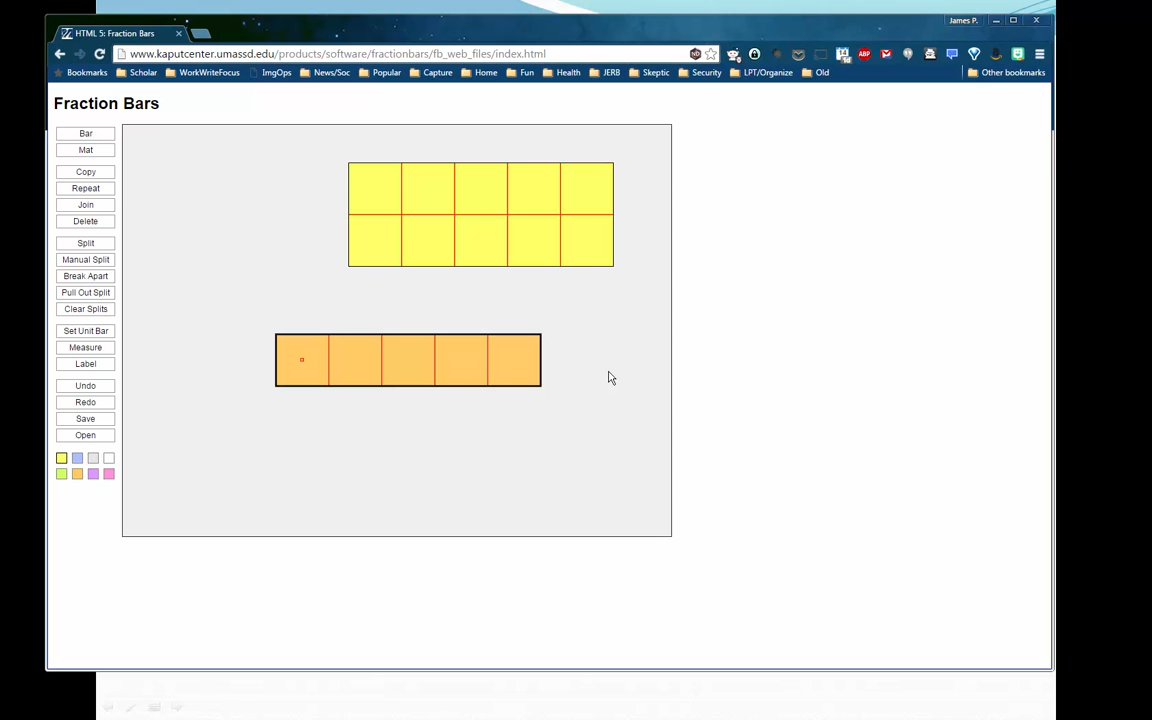 James P.
HTML 5: Fraction Bars
www.kaputcenter.umassd.edu/products/software/fractionbars/fb_web_files/index.html
Bookmarks Scholar WorkWriteFocus ImgOps News/Soc Popular Capture Home Fun Health JERB Skeptic Security LPT/Organize Old Other bookmarks
Fraction Bars
Bar
Mat
Copy
Repeat
Join
Delete
Split
Manual Split
Break Apart
Pull Out Split
Clear Splits
Set Unit Bar
Measure
Label
Undo
Redo
Save
Open